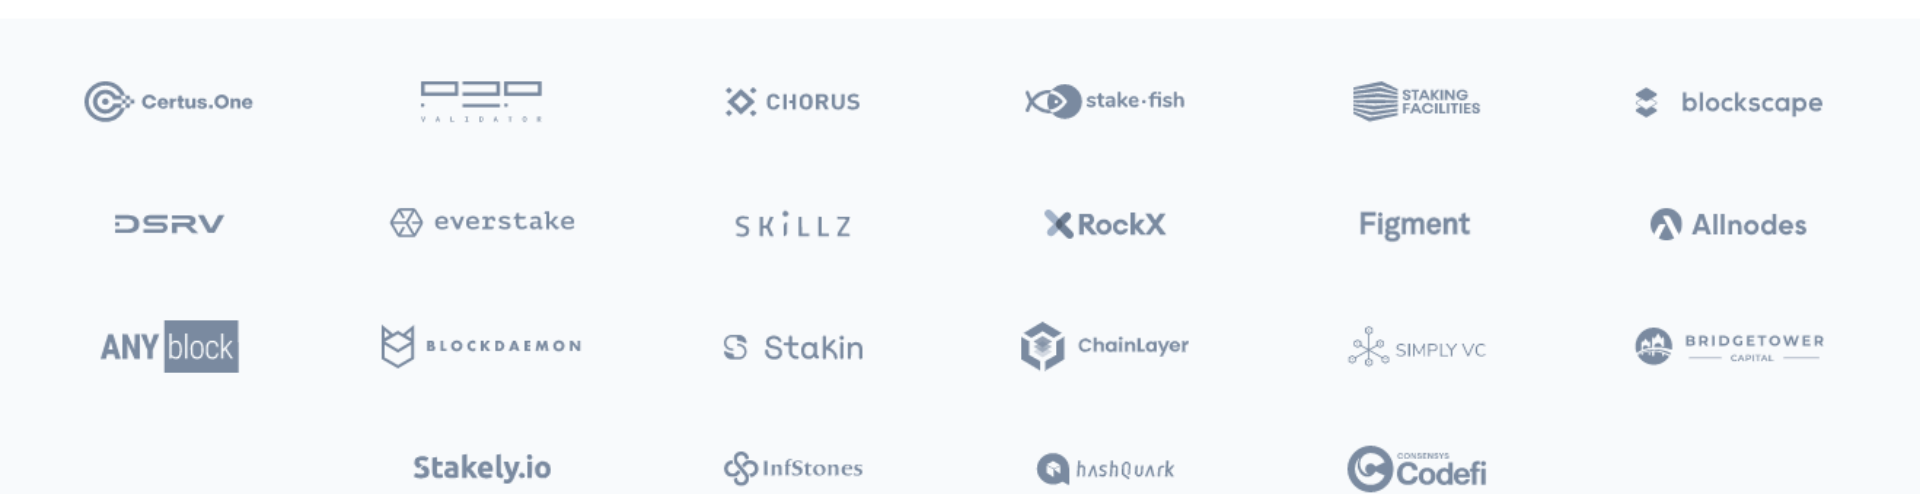 Certus.One
VALIDATOR
CHORUS
stake·fish
STAKING
FACILITIES
blockscape
DSRV
everstake
SKiLLZ
RockX
Figment
Allnodes
ANY block
BLOCKDAEMON
Stakin
ChainLayer
SIMPLY VC
BRIDGETOWER
CAPITAL
Stakely.io
InfStones
hashQuark
CONSENSYS
Codefi